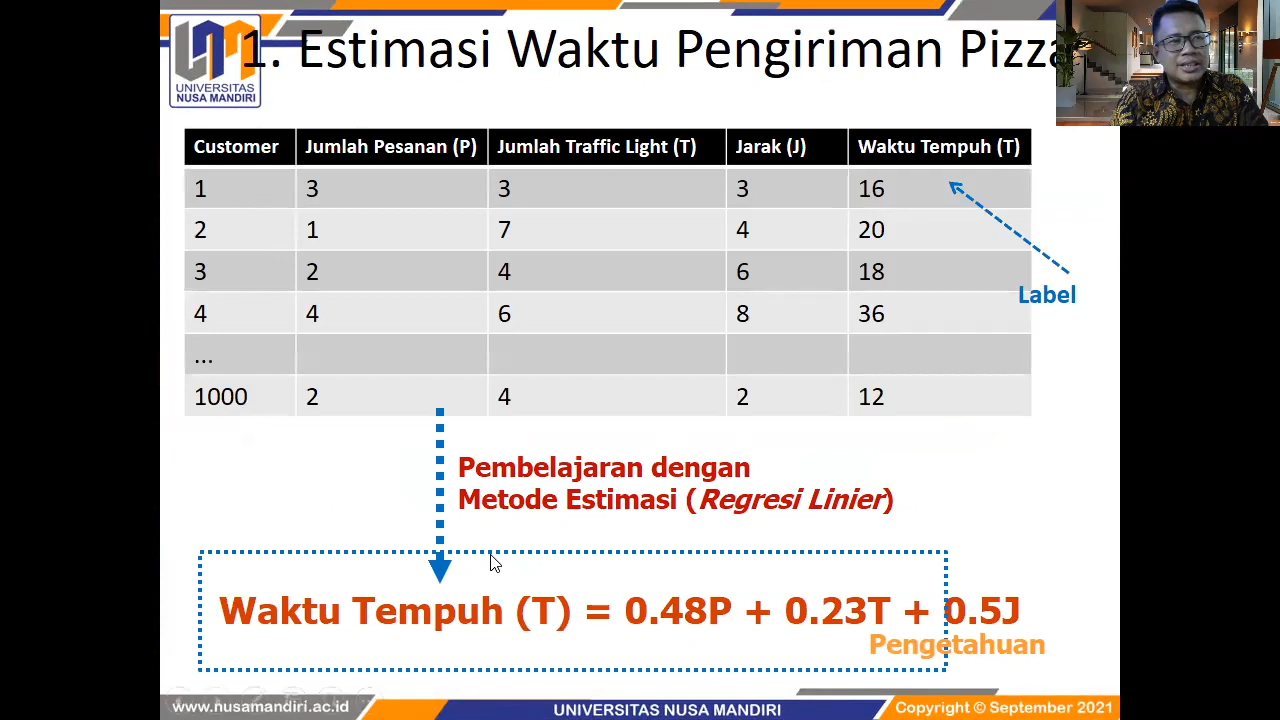 1. Estimasi Waktu Pengiriman Pizza
UNIVERSITAS
NUSA MANDIRI
Customer Jumlah Pesanan (P) Jumlah Traffic Light (T) Jarak (J) Waktu Tempuh (T)
1 3 3 3 16
2 1 7 4 20
3 2 4 6 18
4 4 6 8 36
...
1000 2 4 2 12
Label
Pembelajaran dengan
Metode Estimasi (Regresi Linier)
Waktu Tempuh (T) = 0.48P + 0.23T + 0.5J
Pengetahuan
www.nusamandiri.ac.id UNIVERSITAS NUSA MANDIRI Copyright © September 2021